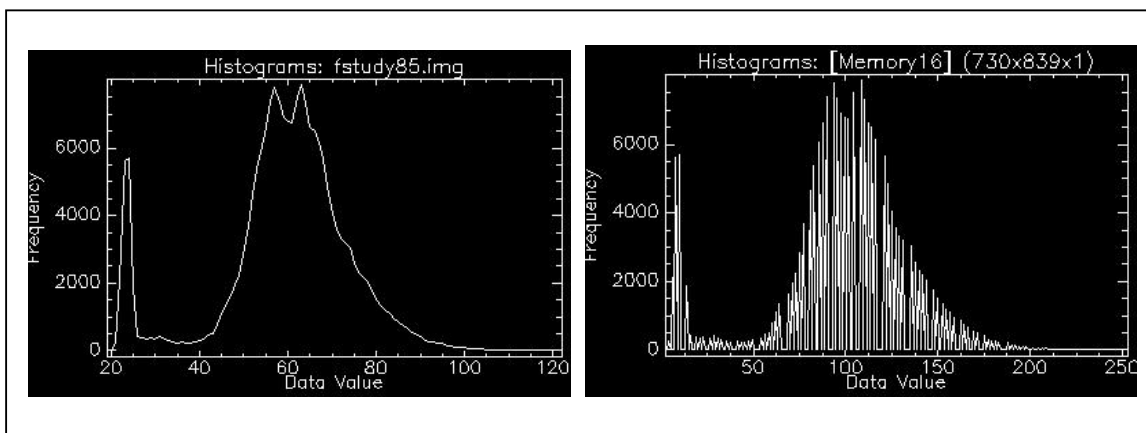 Histograms: fstudy85.img
6000
4000
2000
0
Frequency
20 40 60 80 100 120
Data Value
Histograms: [Memory16] (730x839x1)
6000
4000
2000
0
Frequency
50 100 150 200 250
Data Value